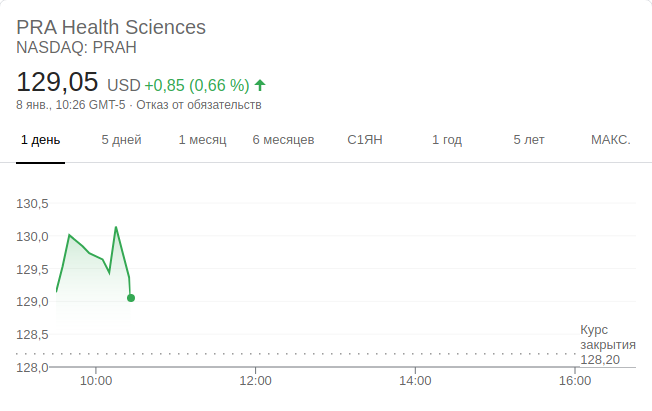 PRA Health Sciences
NASDAQ: PRAH
129,05 USD +0,85 (0,66 %)
8 янв., 10:26 GMT-5 · Отказ от обязательств
1 день 5 дней 1 месяц 6 месяцев С1ЯН 1 год 5 лет МАКС.
130,5
130,0
129,5
129,0
128,5
128,0
Курс
закрытия
128,20
10:00 12:00 14:00 16:00